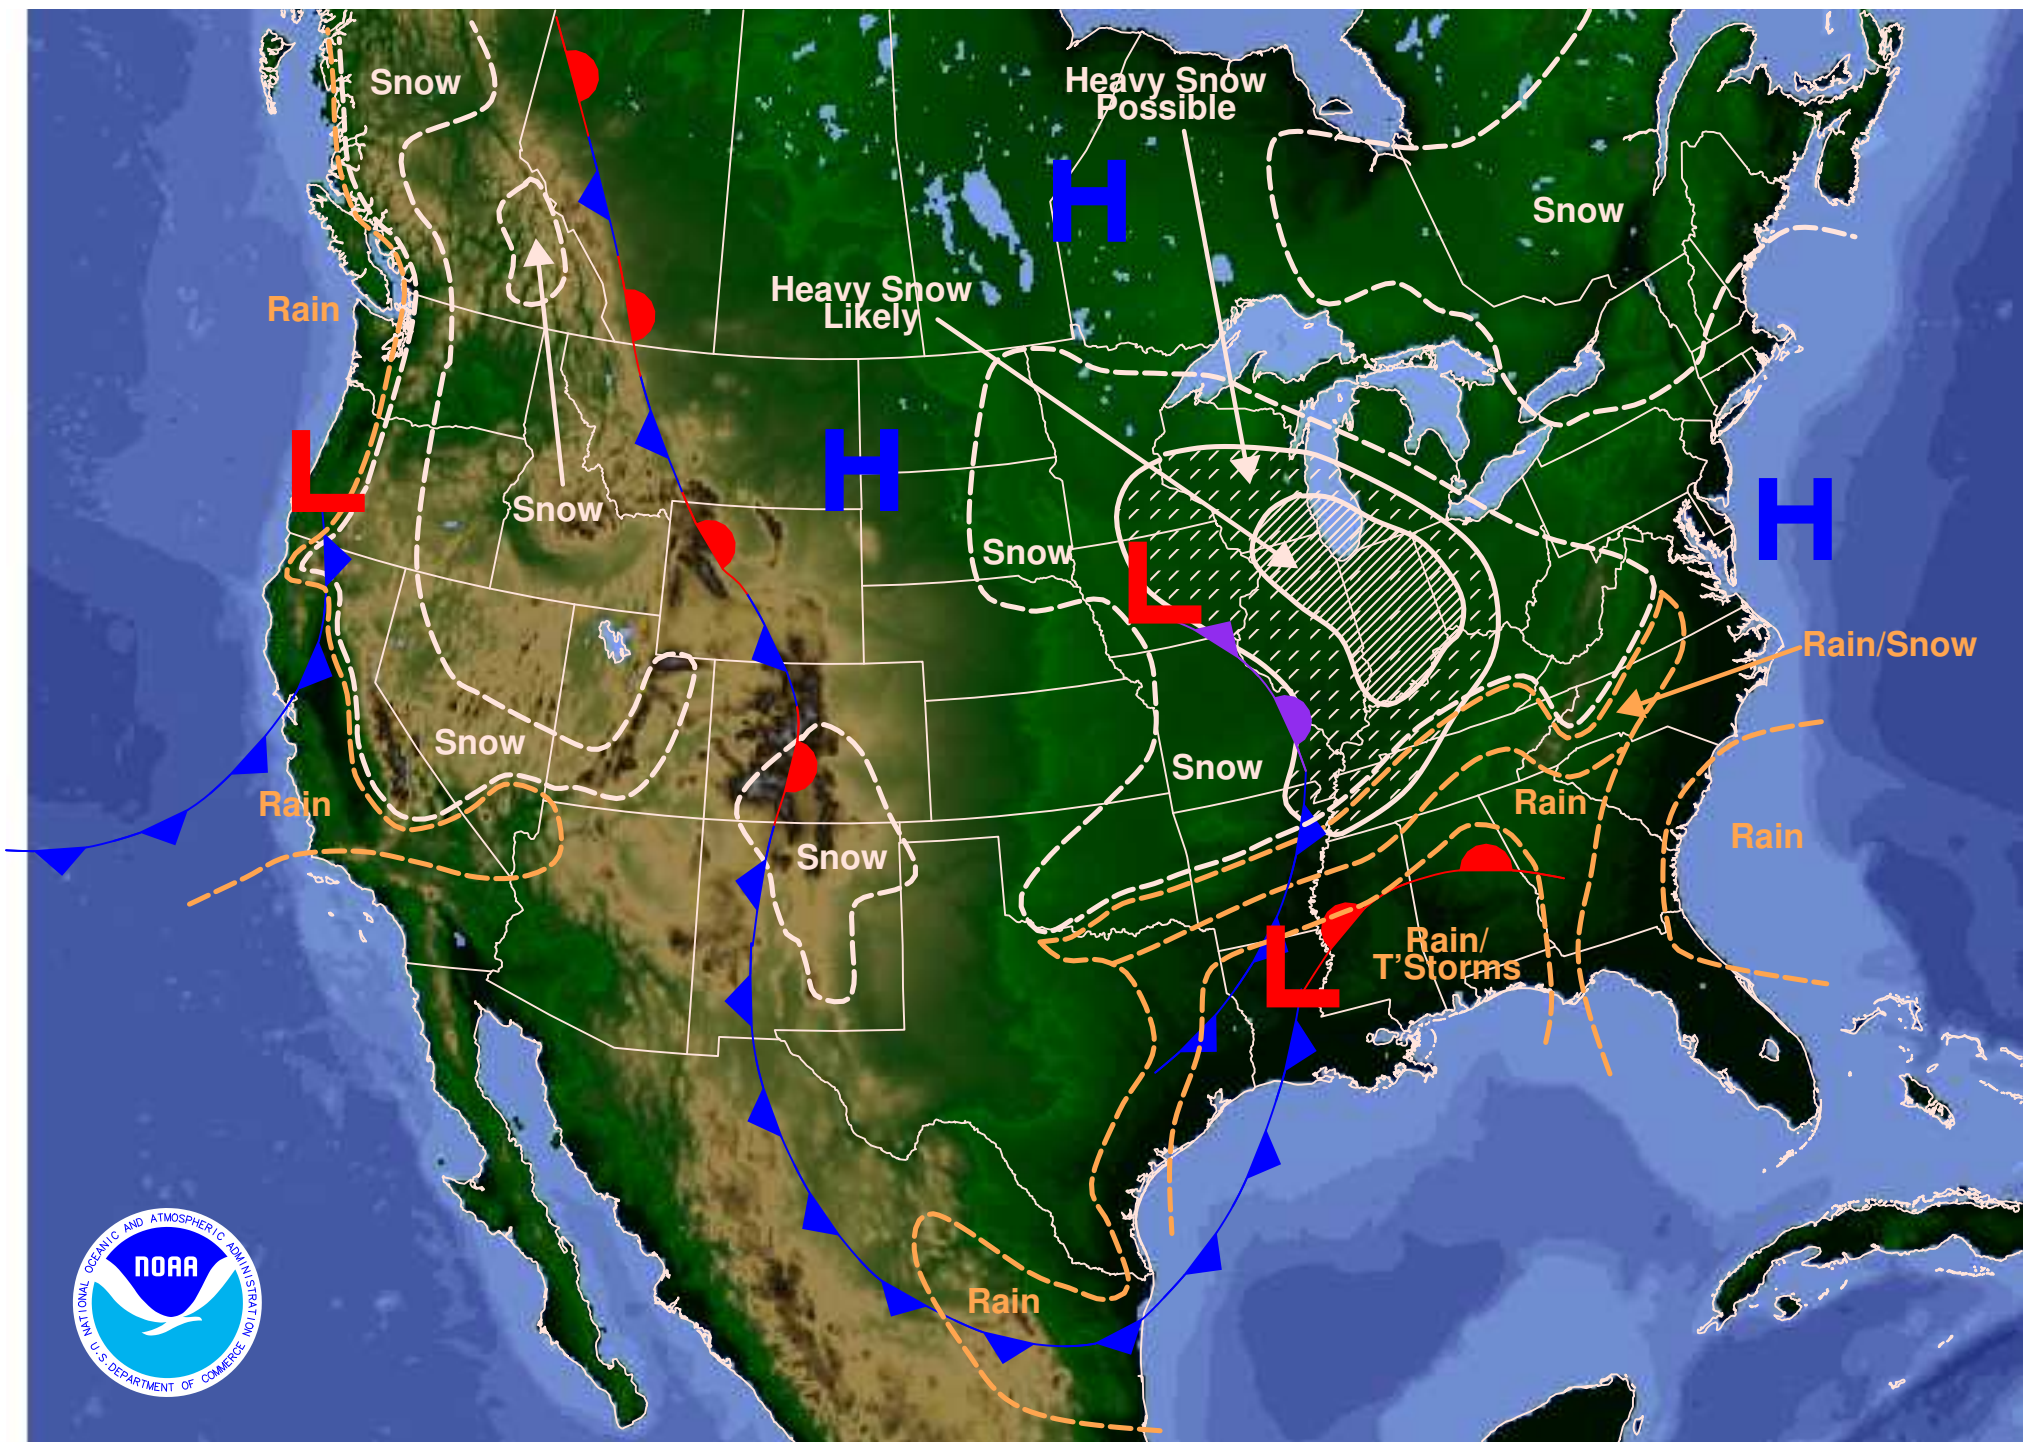 Snow
Heavy Snow
Possible
H
Snow
Rain
Heavy Snow
Likely
L
H
H
Snow
Snow
L
Rain/Snow
Snow
Snow
Rain
Rain
Rain
Snow
Rain/
T'Storms
L
Rain
NATIONAL OCEANIC AND ATMOSPHERIC ADMINISTRATION
NOAA
U.S. DEPARTMENT OF COMMERCE